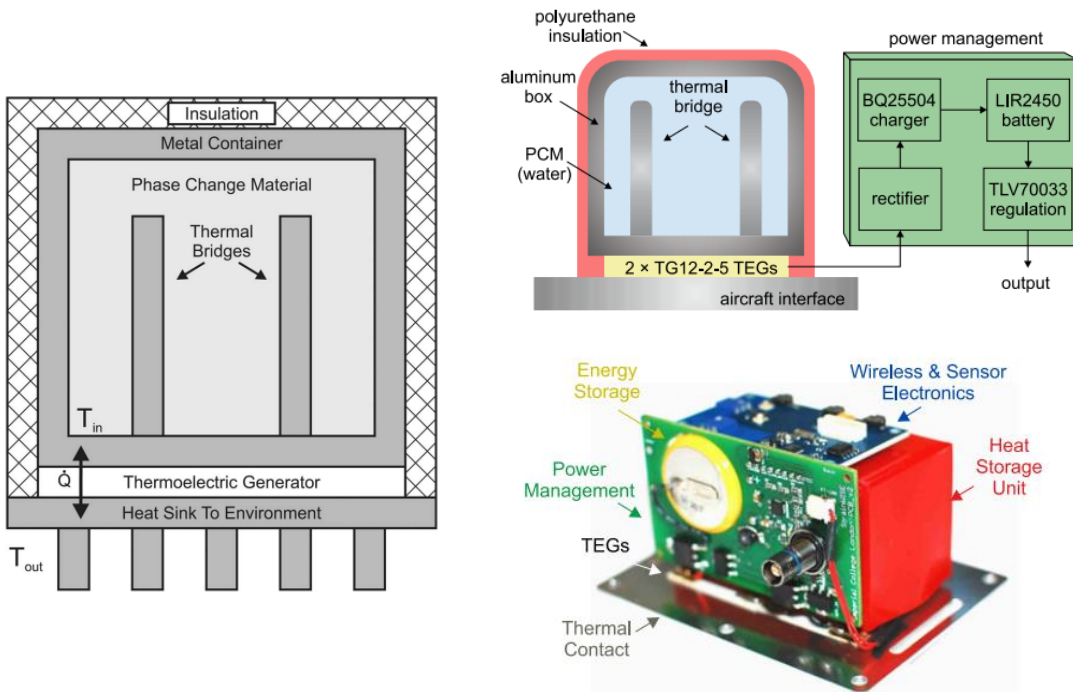 Insulation
Metal Container
Phase Change Material
Thermal
Bridges
T in
Q̇
Thermoelectric Generator
Heat Sink To Environment
T out
polyurethane
insulation
aluminum
box
thermal
bridge
PCM
(water)
2 × TG12-2-5 TEGs
aircraft interface
power management
BQ25504
charger
LIR2450
battery
rectifier
TLV70033
regulation
output
Energy
Storage
Wireless & Sensor
Electronics
Power
Management
Heat
Storage
Unit
TEGs
Thermal
Contact